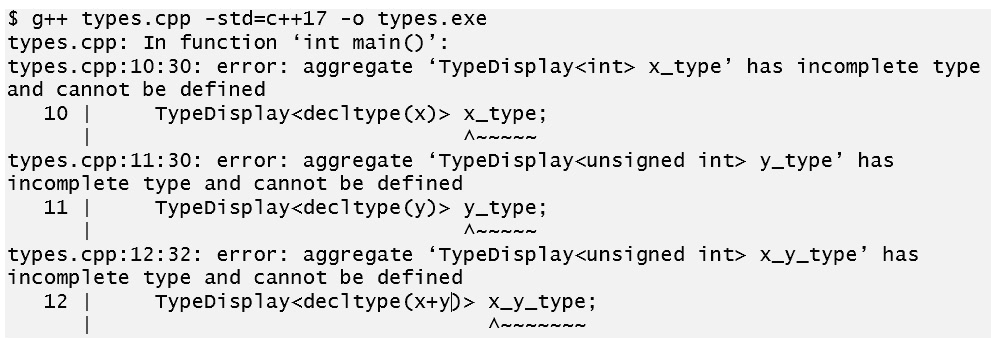 $ g++ types.cpp -std=c++17 -o types.exe
types.cpp: In function ‘int main()’:
types.cpp:10:30: error: aggregate ‘TypeDisplay<int> x_type’ has incomplete type
and cannot be defined
   10 |     TypeDisplay<decltype(x)> x_type;
      |                              ^~~~~~
types.cpp:11:30: error: aggregate ‘TypeDisplay<unsigned int> y_type’ has
incomplete type and cannot be defined
   11 |     TypeDisplay<decltype(y)> y_type;
      |                              ^~~~~~
types.cpp:12:32: error: aggregate ‘TypeDisplay<unsigned int> x_y_type’ has
incomplete type and cannot be defined
   12 |     TypeDisplay<decltype(x+y)> x_y_type;
      |                                ^~~~~~~~